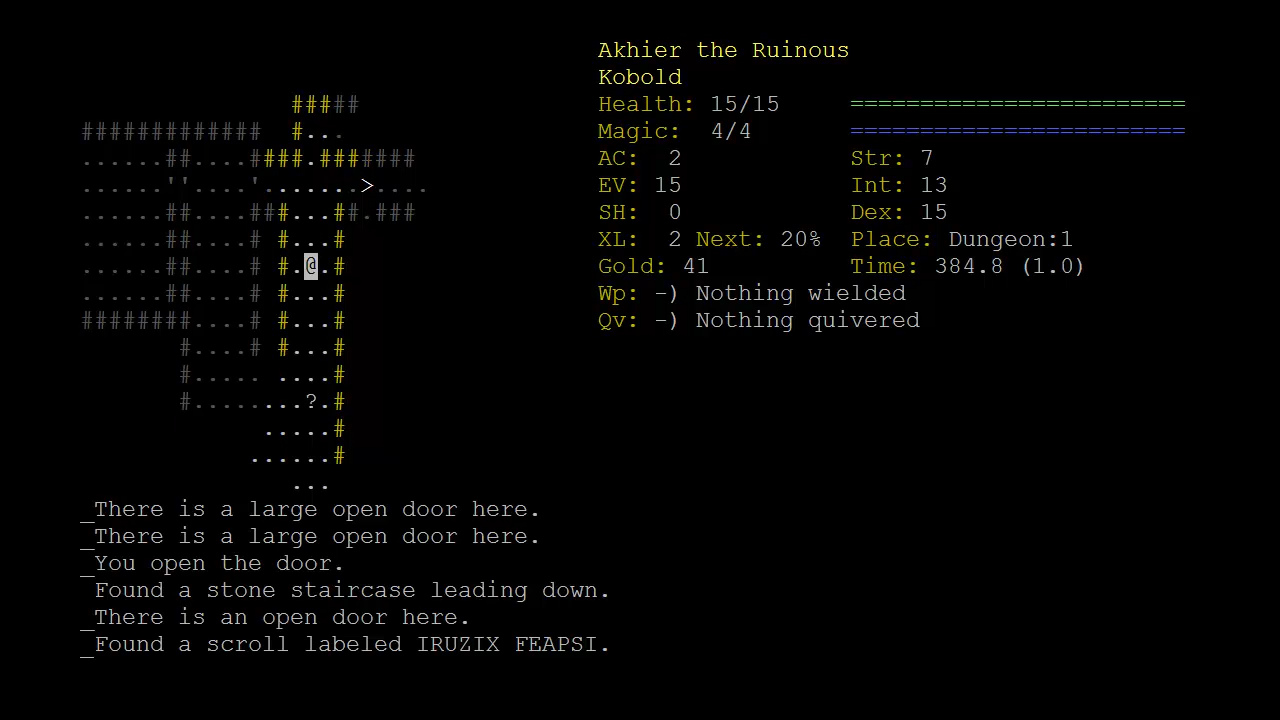 Akhier the Ruinous
Kobold
##### Health: 15/15 ========================
############# #... Magic: 4/4 ========================
......##....####.####### AC: 2 Str: 7
......''....'.......>.... EV: 15 Int: 13
......##....###...##.### SH: 0 Dex: 15
......##....# #...# XL: 2 Next: 20% Place: Dungeon:1
......##....# #.@.# Gold: 41 Time: 384.8 (1.0)
......##....# #...# Wp: -) Nothing wielded
########....# #...# Qv: -) Nothing quivered
#....# #...#
#..... ....#
#........?.#
.....#
......#
...
_There is a large open door here.
_There is a large open door here.
_You open the door.
_Found a stone staircase leading down.
_There is an open door here.
_Found a scroll labeled IRUZIX FEAPSI.